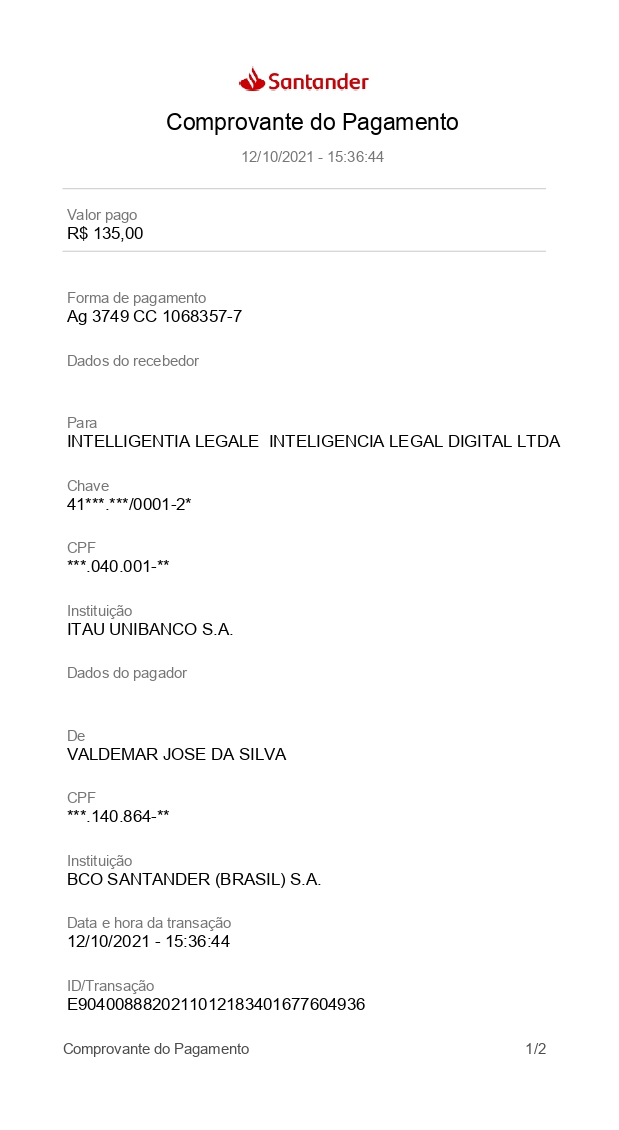 Santander
Comprovante do Pagamento
12/10/2021 - 15:36:44
Valor pago
R$ 135,00
Forma de pagamento
Ag 3749 CC 1068357-7
Dados do recebedor
Para
INTELLIGENTIA LEGALE  INTELIGENCIA LEGAL DIGITAL LTDA
Chave
41***.***/0001-2*
CPF
***.040.001-**
Instituição
ITAU UNIBANCO S.A.
Dados do pagador
De
VALDEMAR JOSE DA SILVA
CPF
***.140.864-**
Instituição
BCO SANTANDER (BRASIL) S.A.
Data e hora da transação
12/10/2021 - 15:36:44
ID/Transação
E9040088820211012183401677604936
Comprovante do Pagamento 1/2